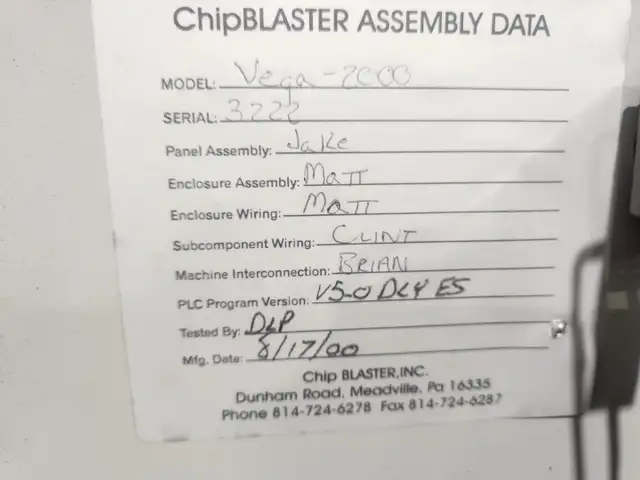 ChipBLASTER ASSEMBLY DATA
MODEL: Vega-2000
SERIAL: 3222
Panel Assembly: Jake
Enclosure Assembly: MATT
Enclosure Wiring: MATT
Subcomponent Wiring: CLINT
Machine Interconnection: BRIAN
PLC Program Version: V5.0 DLY ES
Tested By: DLP
Mfg. Date: 8/17/00
Chip BLASTER, INC.
Dunham Road, Meadville, Pa 16335
Phone 814-724-6278 Fax 814-724-6287